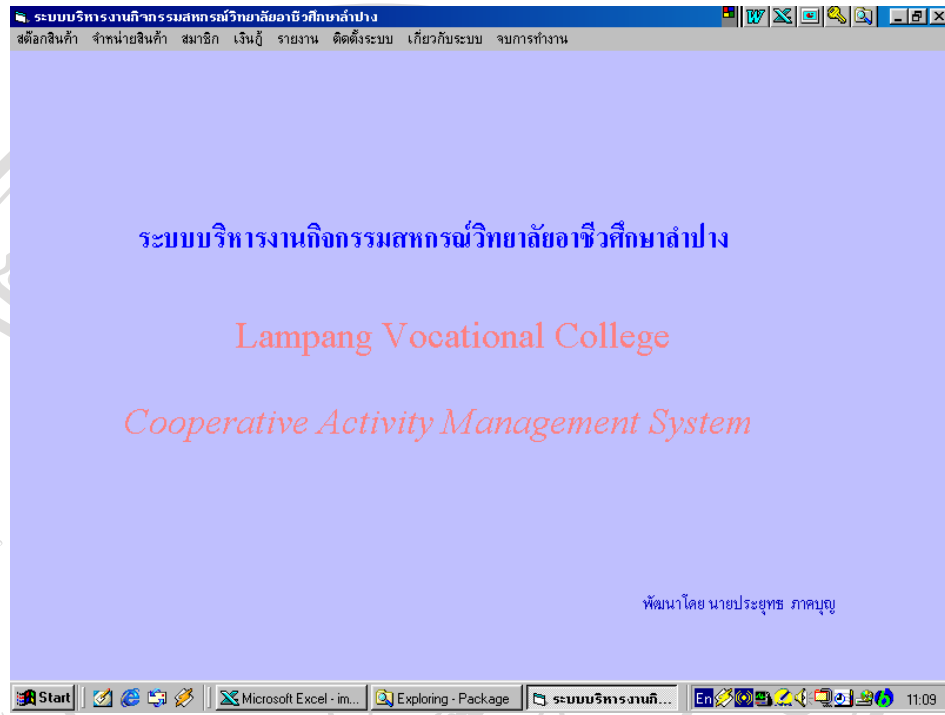 ระบบบริหารงานกิจกรรมสหกรณ์วิทยาลัยอาชีวศึกษาลำปาง
สต๊อกสินค้า จำหน่ายสินค้า สมาชิก เงินกู้ รายงาน ติดตั้งระบบ เกี่ยวกับระบบ จบการทำงาน
ระบบบริหารงานกิจกรรมสหกรณ์วิทยาลัยอาชีวศึกษาลำปาง
Lampang Vocational College
Cooperative Activity Management System
พัฒนาโดย นายประยุทธ ภาคบุญ
Start Microsoft Excel - im... Exploring - Package ระบบบริหารงานกิ... En 11:09